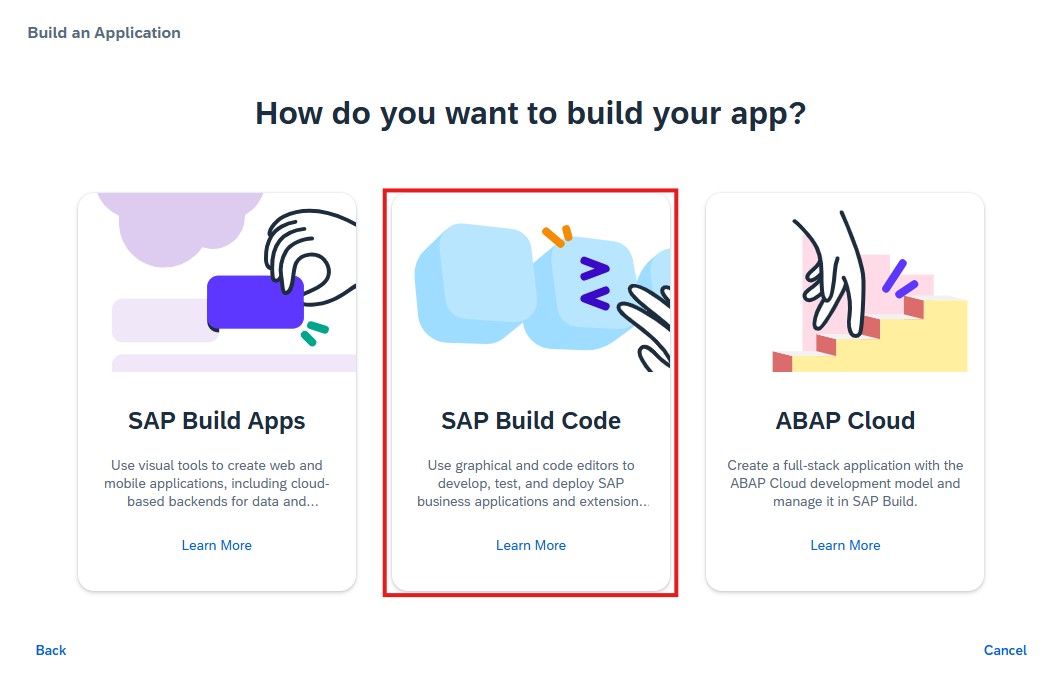 Build an Application
How do you want to build your app?
SAP Build Apps
Use visual tools to create web and
mobile applications, including cloud-
based backends for data and...
Learn More
SAP Build Code
Use graphical and code editors to
develop, test, and deploy SAP
business applications and extension...
Learn More
ABAP Cloud
Create a full-stack application with the
ABAP Cloud development model and
manage it in SAP Build.
Learn More
Back
Cancel